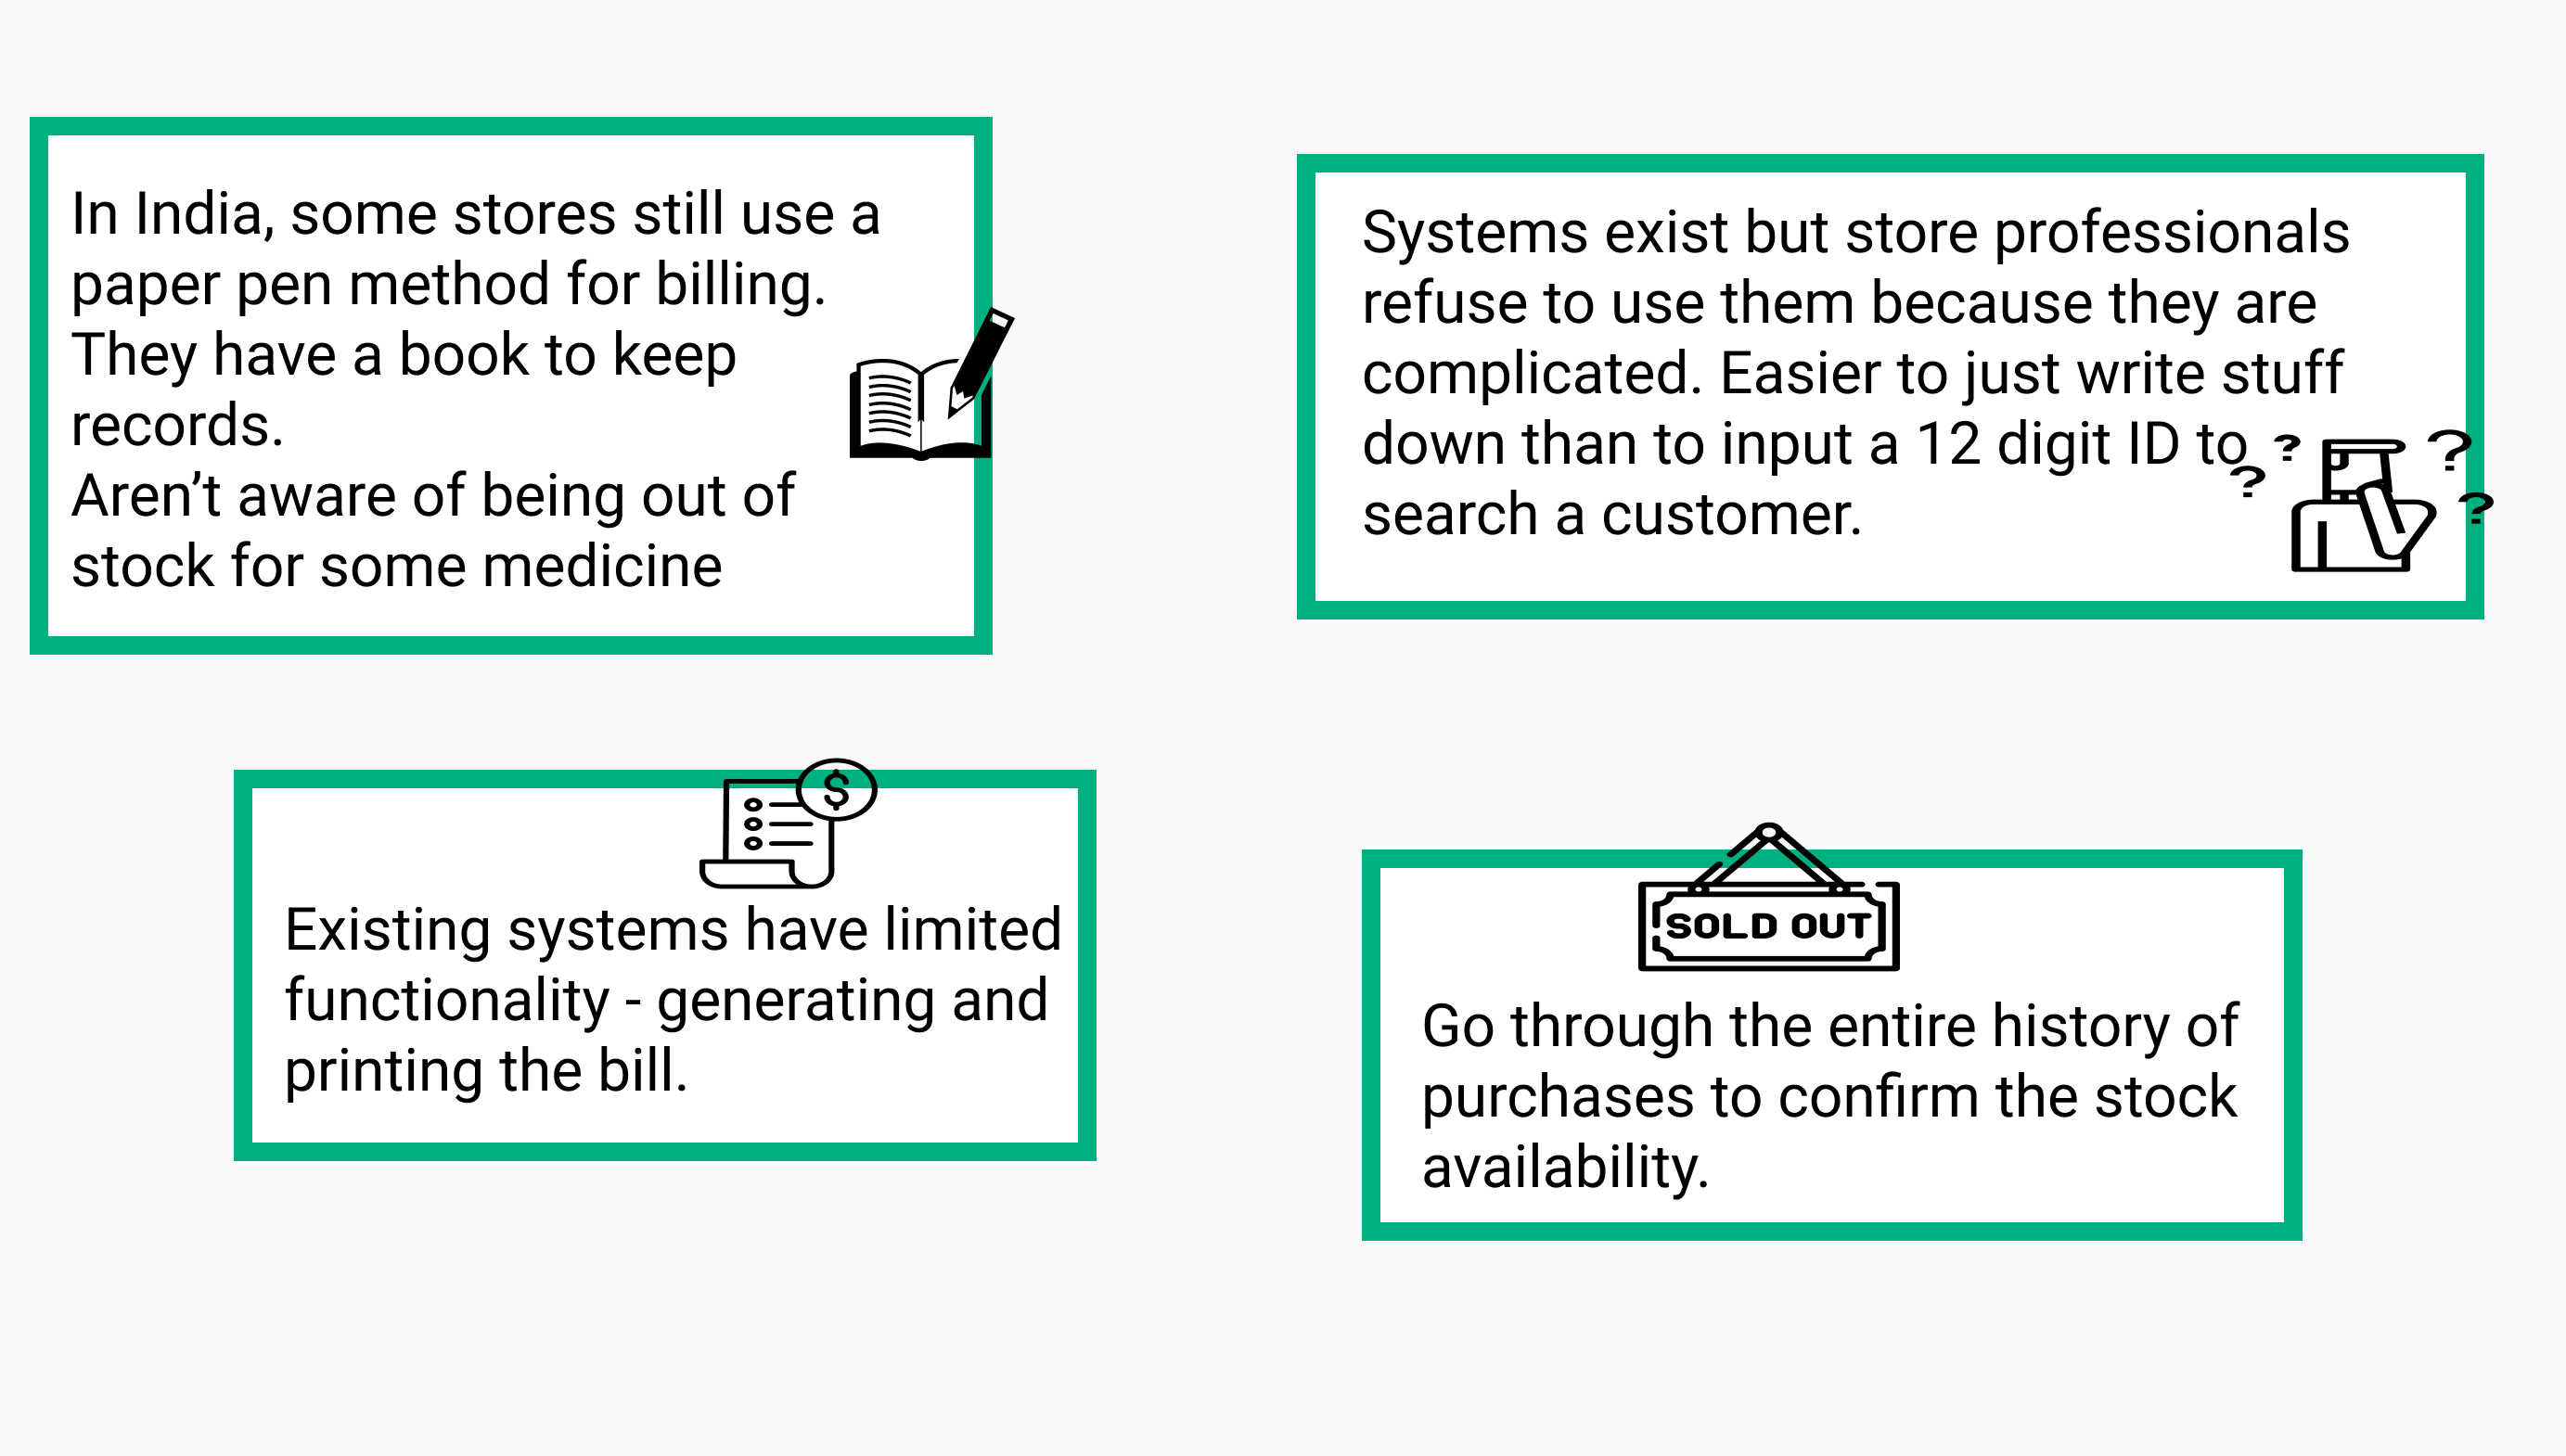 In India, some stores still use a
paper pen method for billing.
They have a book to keep
records.
Aren’t aware of being out of
stock for some medicine
Systems exist but store professionals
refuse to use them because they are
complicated. Easier to just write stuff
down than to input a 12 digit ID to
search a customer.
? ? ? ?
$
Existing systems have limited
functionality - generating and
printing the bill.
SOLD OUT
Go through the entire history of
purchases to confirm the stock
availability.